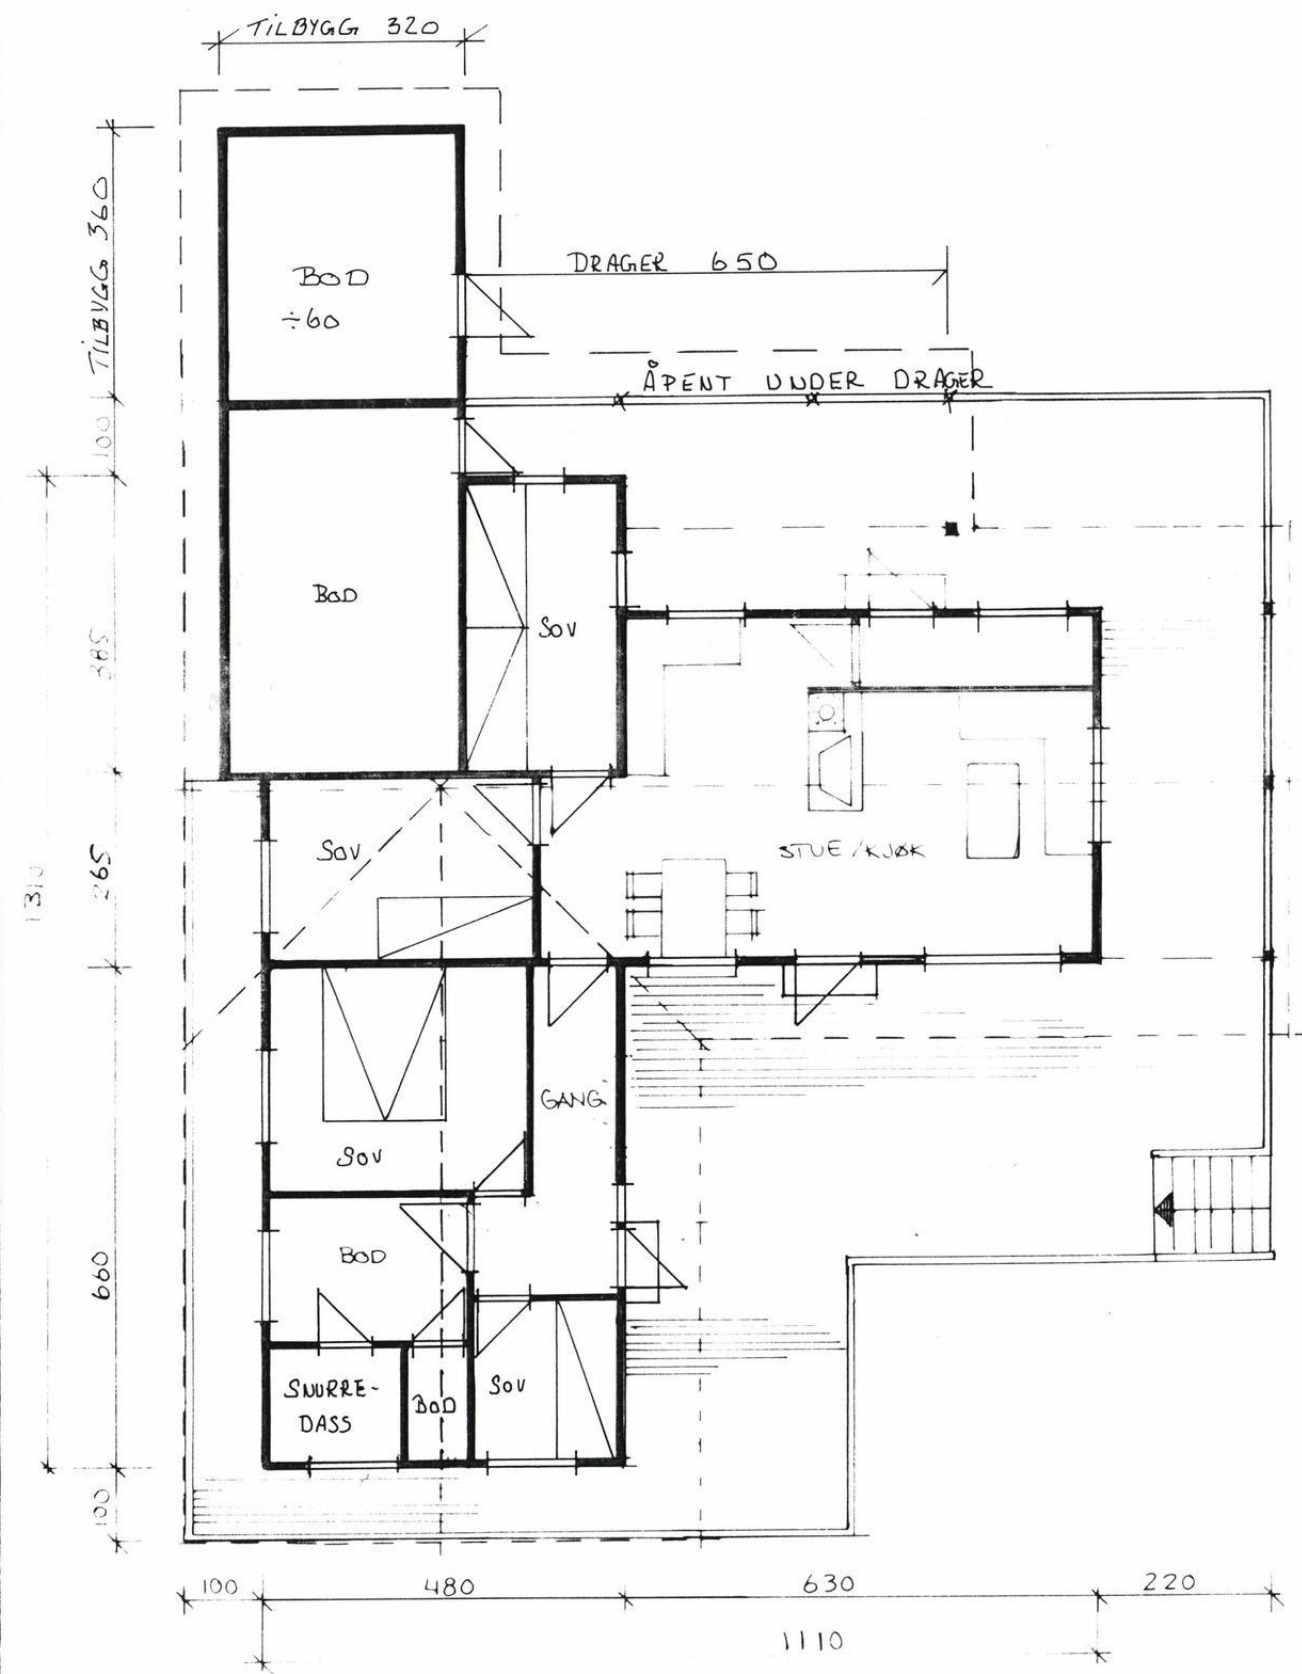 TILBYGG 320
TILBYGG 360
BOD
÷60
DRAGER 650
ÅPENT UNDER DRAGER
100
385
BOD
SOV
1310
265
SOV
STUE/KJØK
GANG
SOV
BOD
660
SNURRE-
DASS
BOD
SOV
100
100
480
630
220
1110